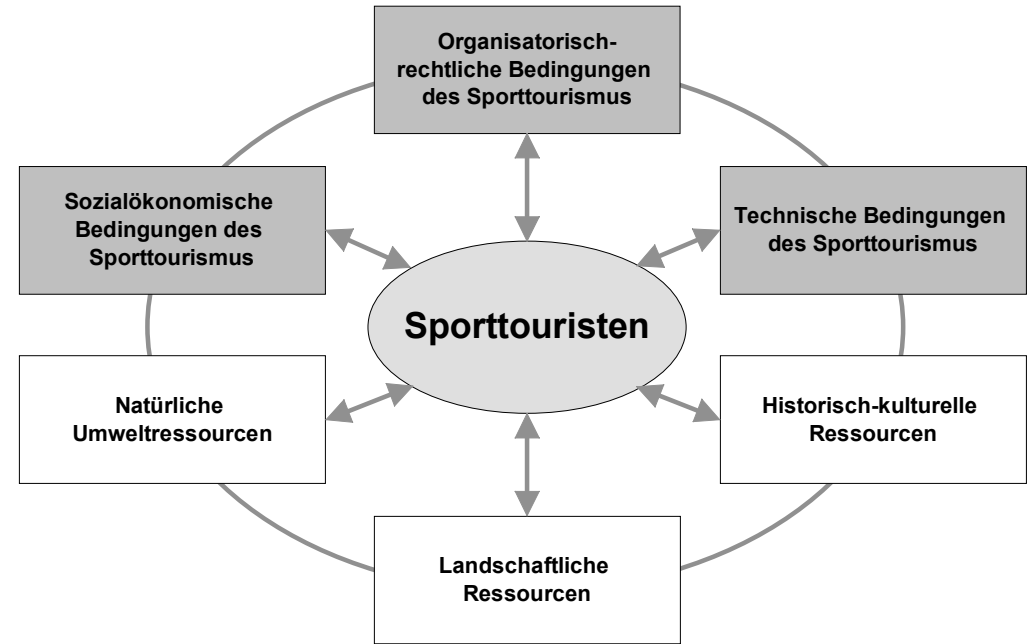 Organisatorisch-
rechtliche Bedingungen
des Sporttourismus
Sozialökonomische
Bedingungen des
Sporttourismus
Technische Bedingungen
des Sporttourismus
Sporttouristen
Natürliche
Umweltressourcen
Historisch-kulturelle
Ressourcen
Landschaftliche
Ressourcen